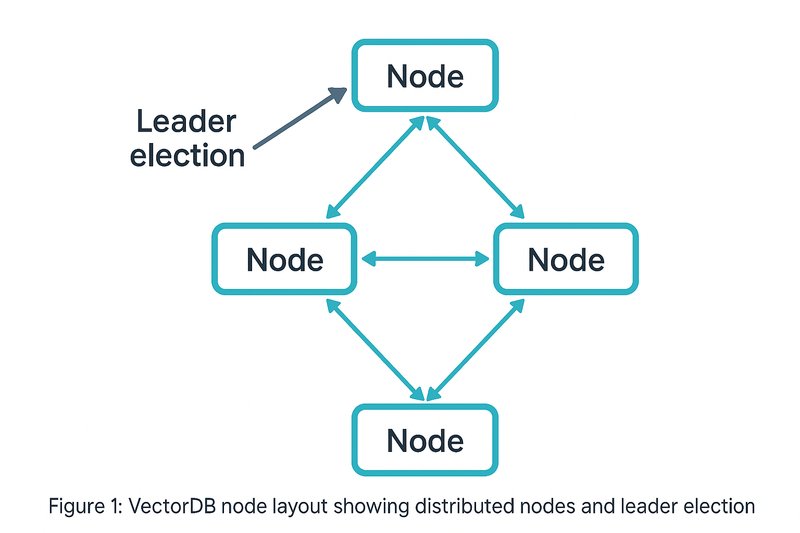 Node
Leader
election
Node
Node
Node
Figure 1: VectorDB node layout showing distributed nodes and leader election